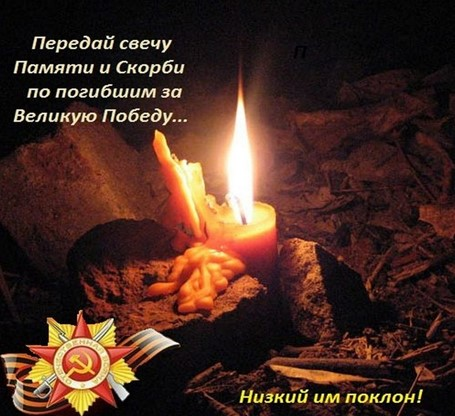 Передай свечу
Памяти и Скорби
по погибшим за
Великую Победу...
П
Низкий им поклон!